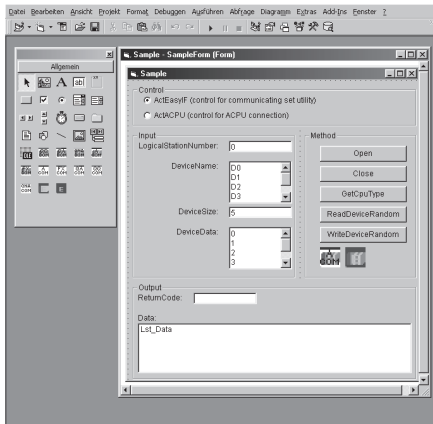 Datei Bearbeiten Ansicht Projekt Format Debuggen Ausführen Abfrage Diagramm Extras Add-Ins Fenster ?
Allgemein
A ab
Sample - SampleForm (Form)
Sample
Control
ActEasyIF (control for communicating set utility)
ActACPU (control for ACPU connection)
Input
LogicalStationNumber: 0
DeviceName: D0
D1
D2
D3
DeviceSize: 5
DeviceData: 0
1
2
3
Method
Open
Close
GetCpuType
ReadDeviceRandom
WriteDeviceRandom
Output
ReturnCode:
Data:
Lst_Data